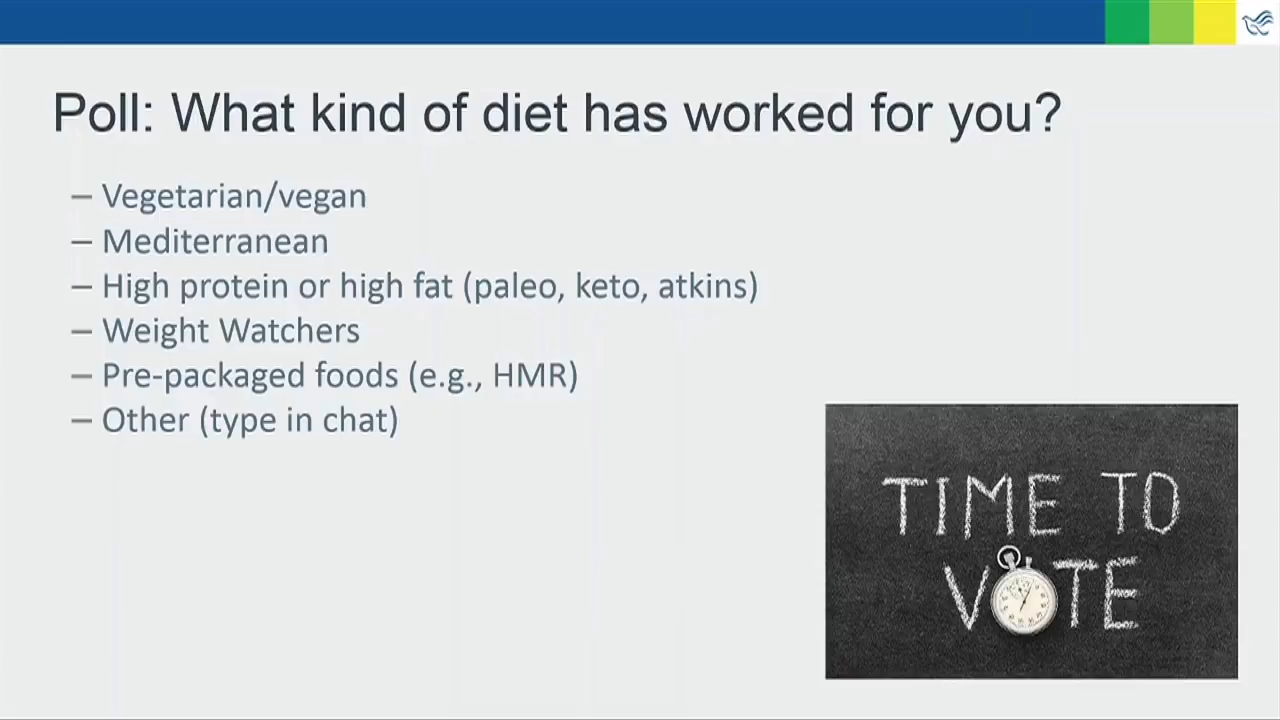 Poll: What kind of diet has worked for you?
– Vegetarian/vegan
– Mediterranean
– High protein or high fat (paleo, keto, atkins)
– Weight Watchers
– Pre-packaged foods (e.g., HMR)
– Other (type in chat)
TIME TO
VOTE